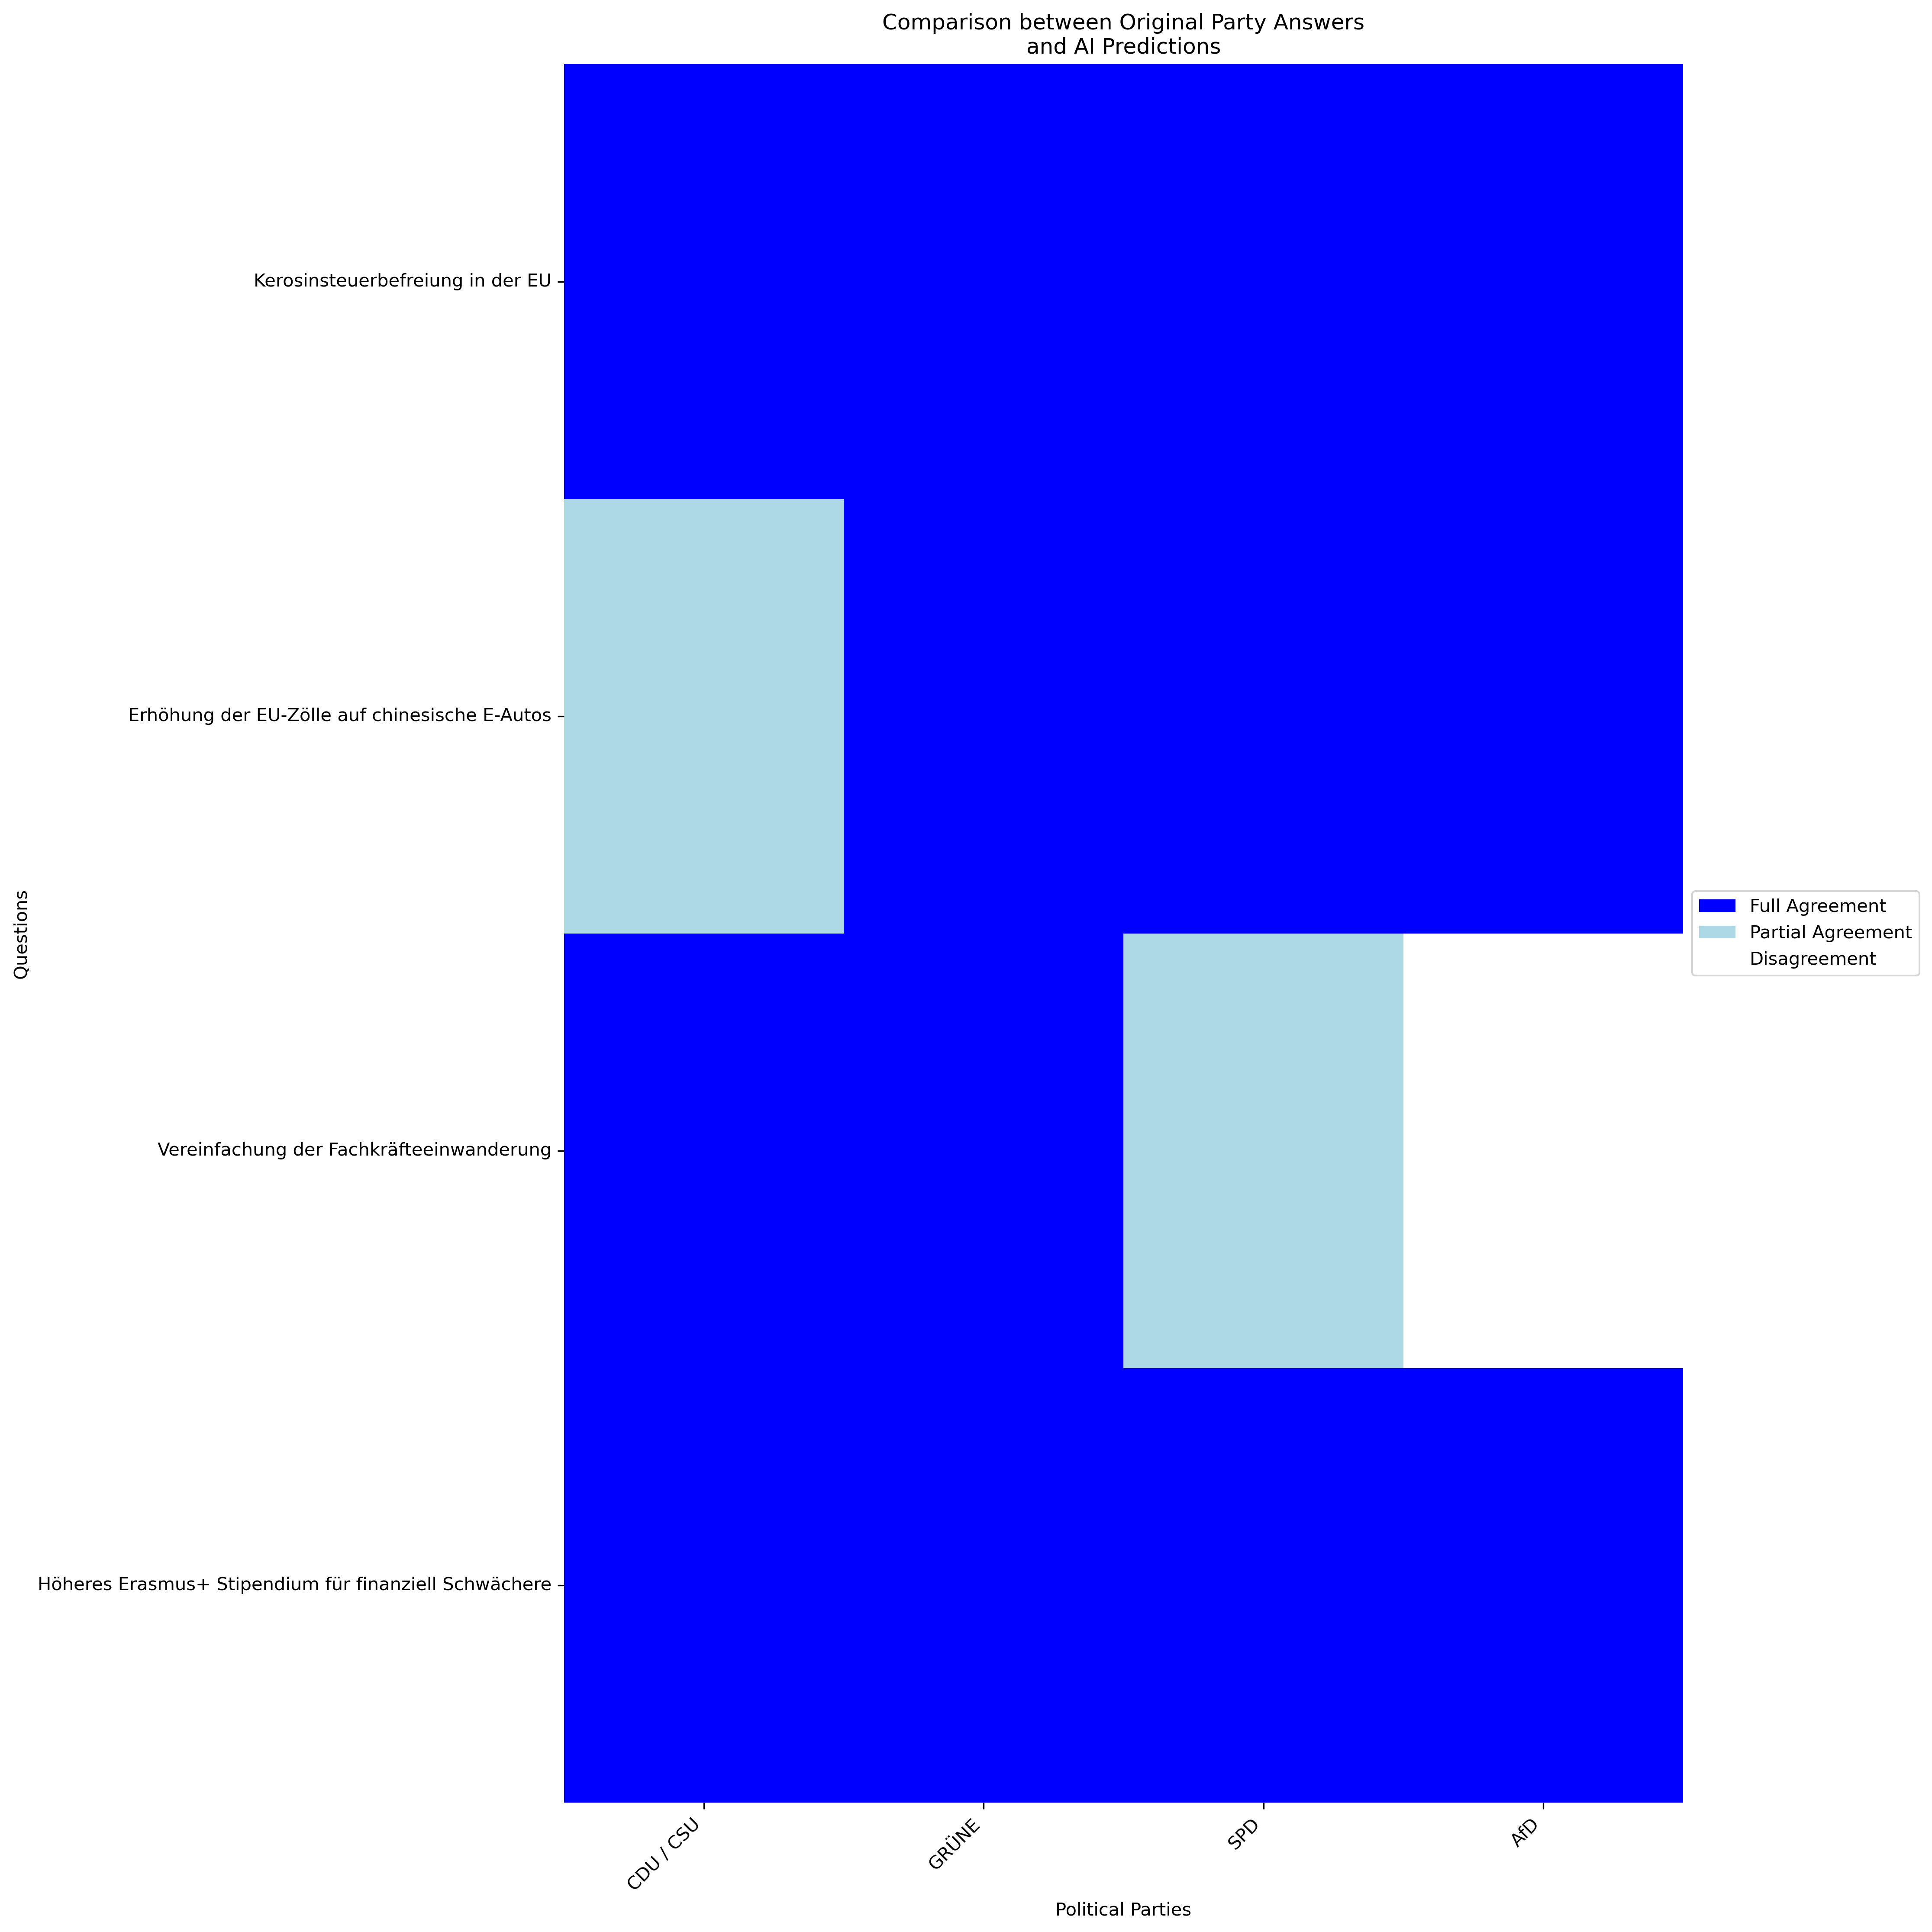 Comparison between Original Party Answers
and AI Predictions
Questions
Kerosinsteuerbefreiung in der EU
Erhöhung der EU-Zölle auf chinesische E-Autos
Vereinfachung der Fachkräfteeinwanderung
Höheres Erasmus+ Stipendium für finanziell Schwächere
Full Agreement
Partial Agreement
Disagreement
CDU / CSU
GRÜNE
SPD
AfD
Political Parties